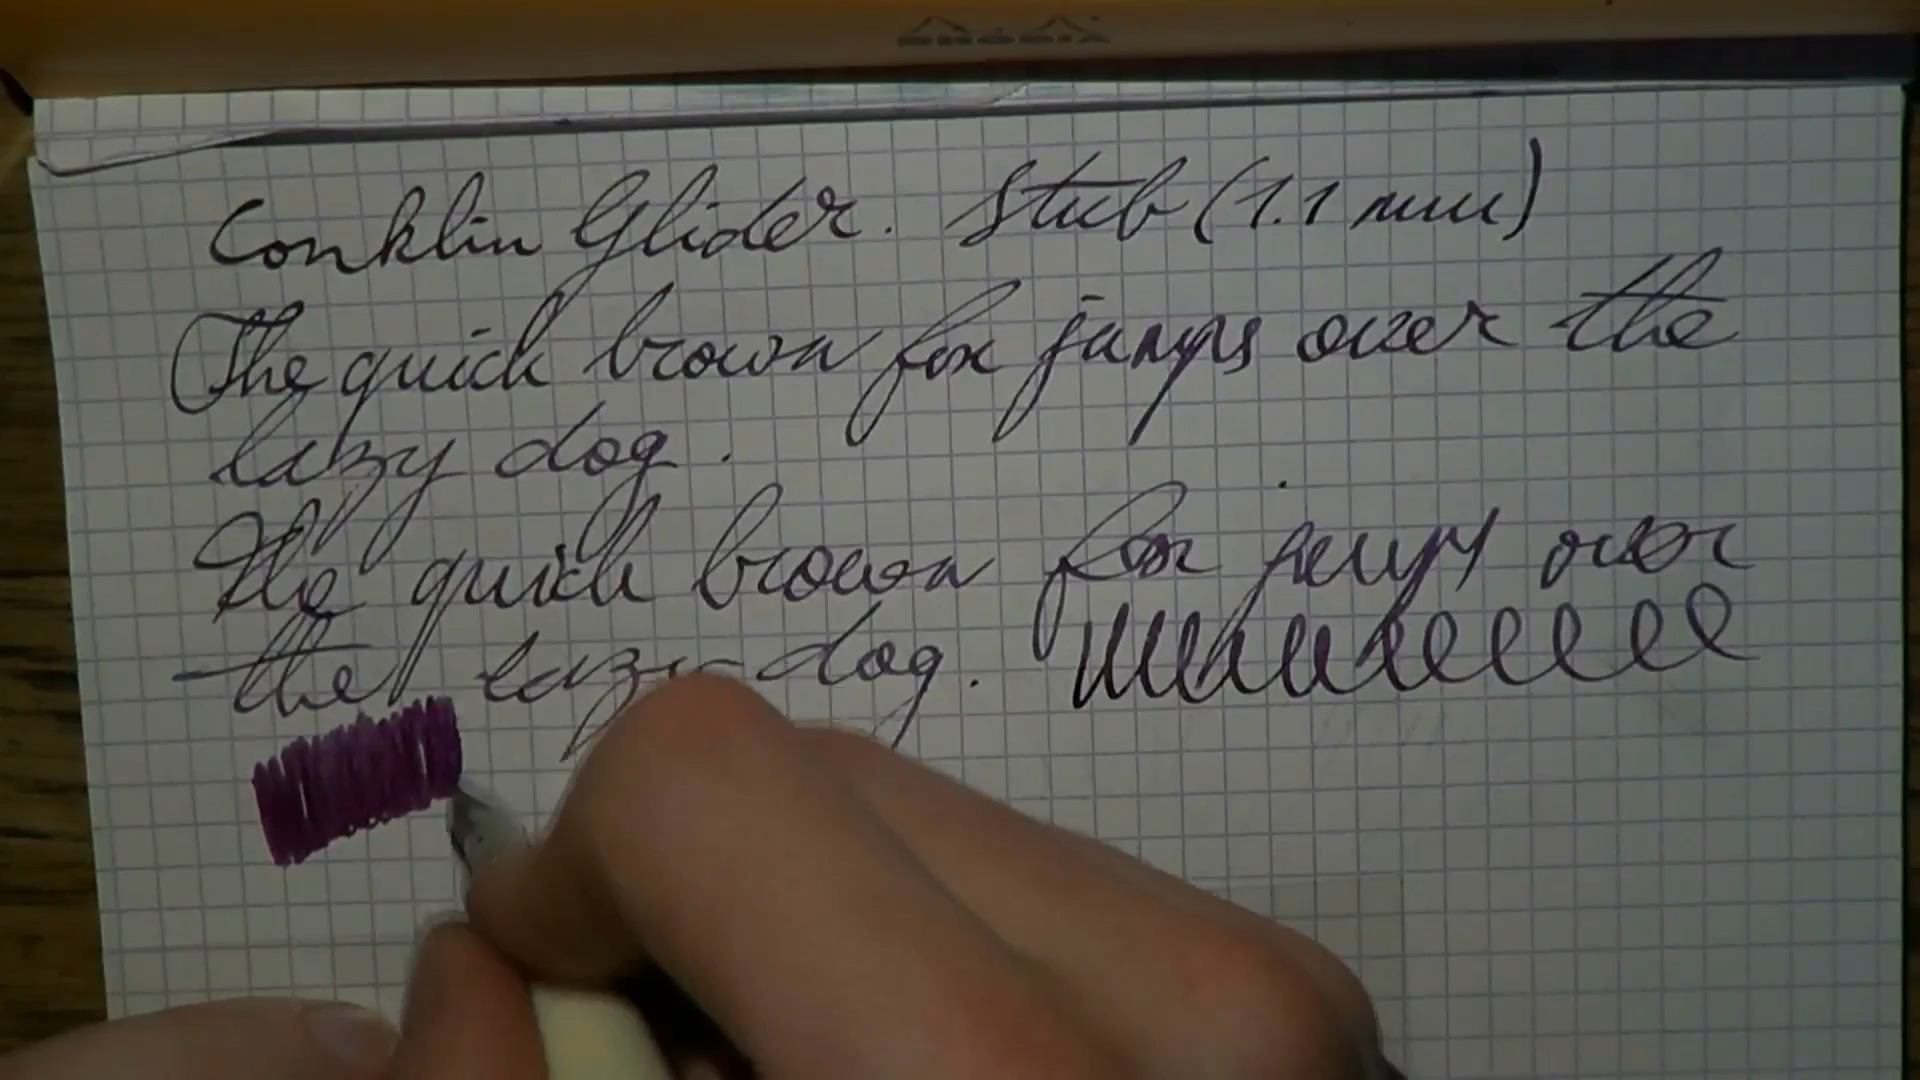 RHODIA
Conklin Glider. Stub (1.1 mm)
The quick brown fox jumps over the
lazy dog.
The quick brown fox jumps over
the lazy dog.